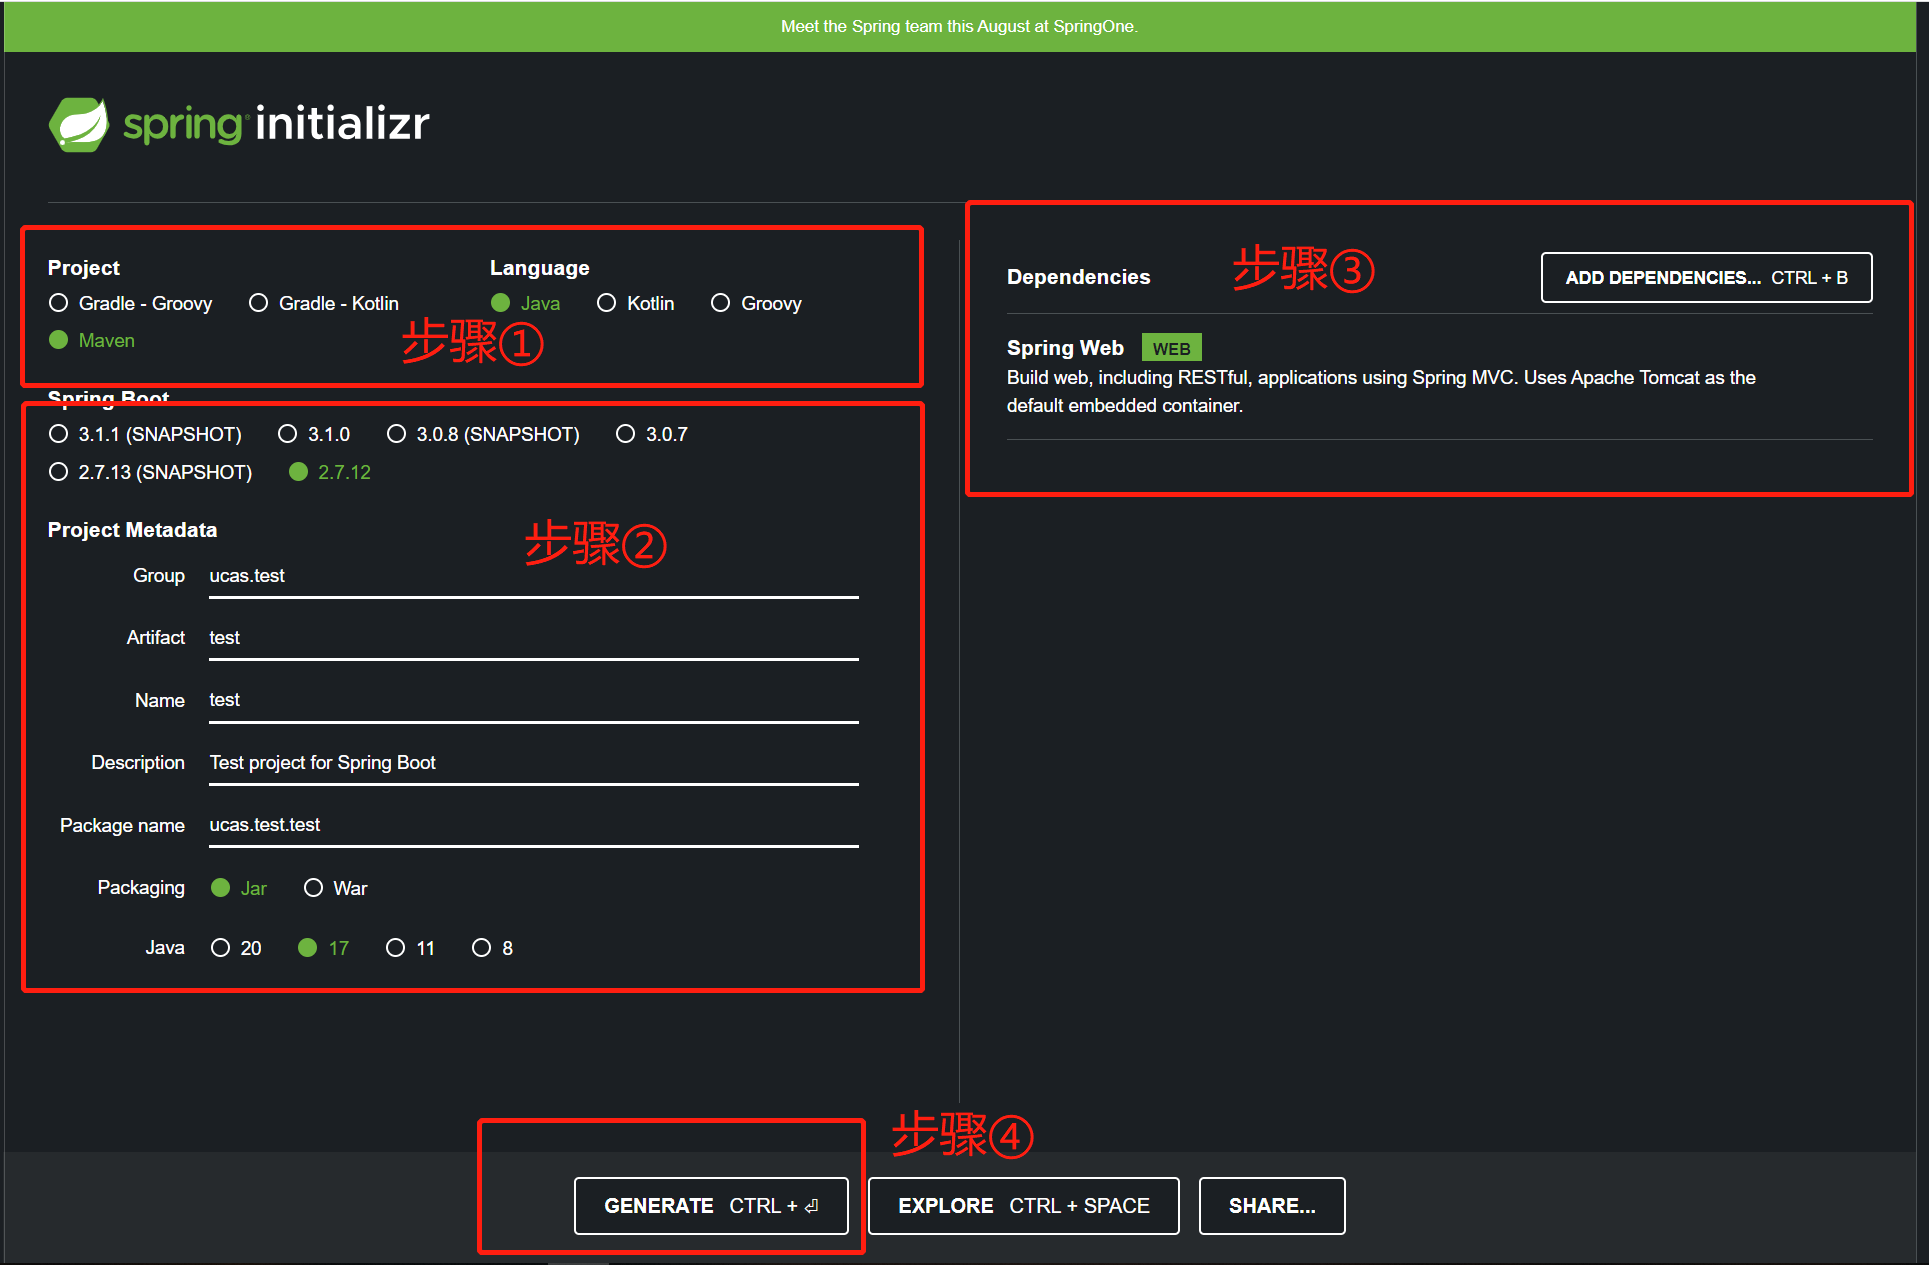 Meet the Spring team this August at SpringOne.
spring initializr
Project
Gradle - Groovy Gradle - Kotlin
Maven
Language
Java Kotlin Groovy
步骤①
Spring Boot
3.1.1 (SNAPSHOT) 3.1.0 3.0.8 (SNAPSHOT) 3.0.7
2.7.13 (SNAPSHOT) 2.7.12
Project Metadata
步骤②
Group ucas.test
Artifact test
Name test
Description Test project for Spring Boot
Package name ucas.test.test
Packaging Jar War
Java 20 17 11 8
Dependencies 步骤③ ADD DEPENDENCIES... CTRL + B
Spring Web WEB
Build web, including RESTful, applications using Spring MVC. Uses Apache Tomcat as the
default embedded container.
步骤④
GENERATE CTRL + ⏎ EXPLORE CTRL + SPACE SHARE...